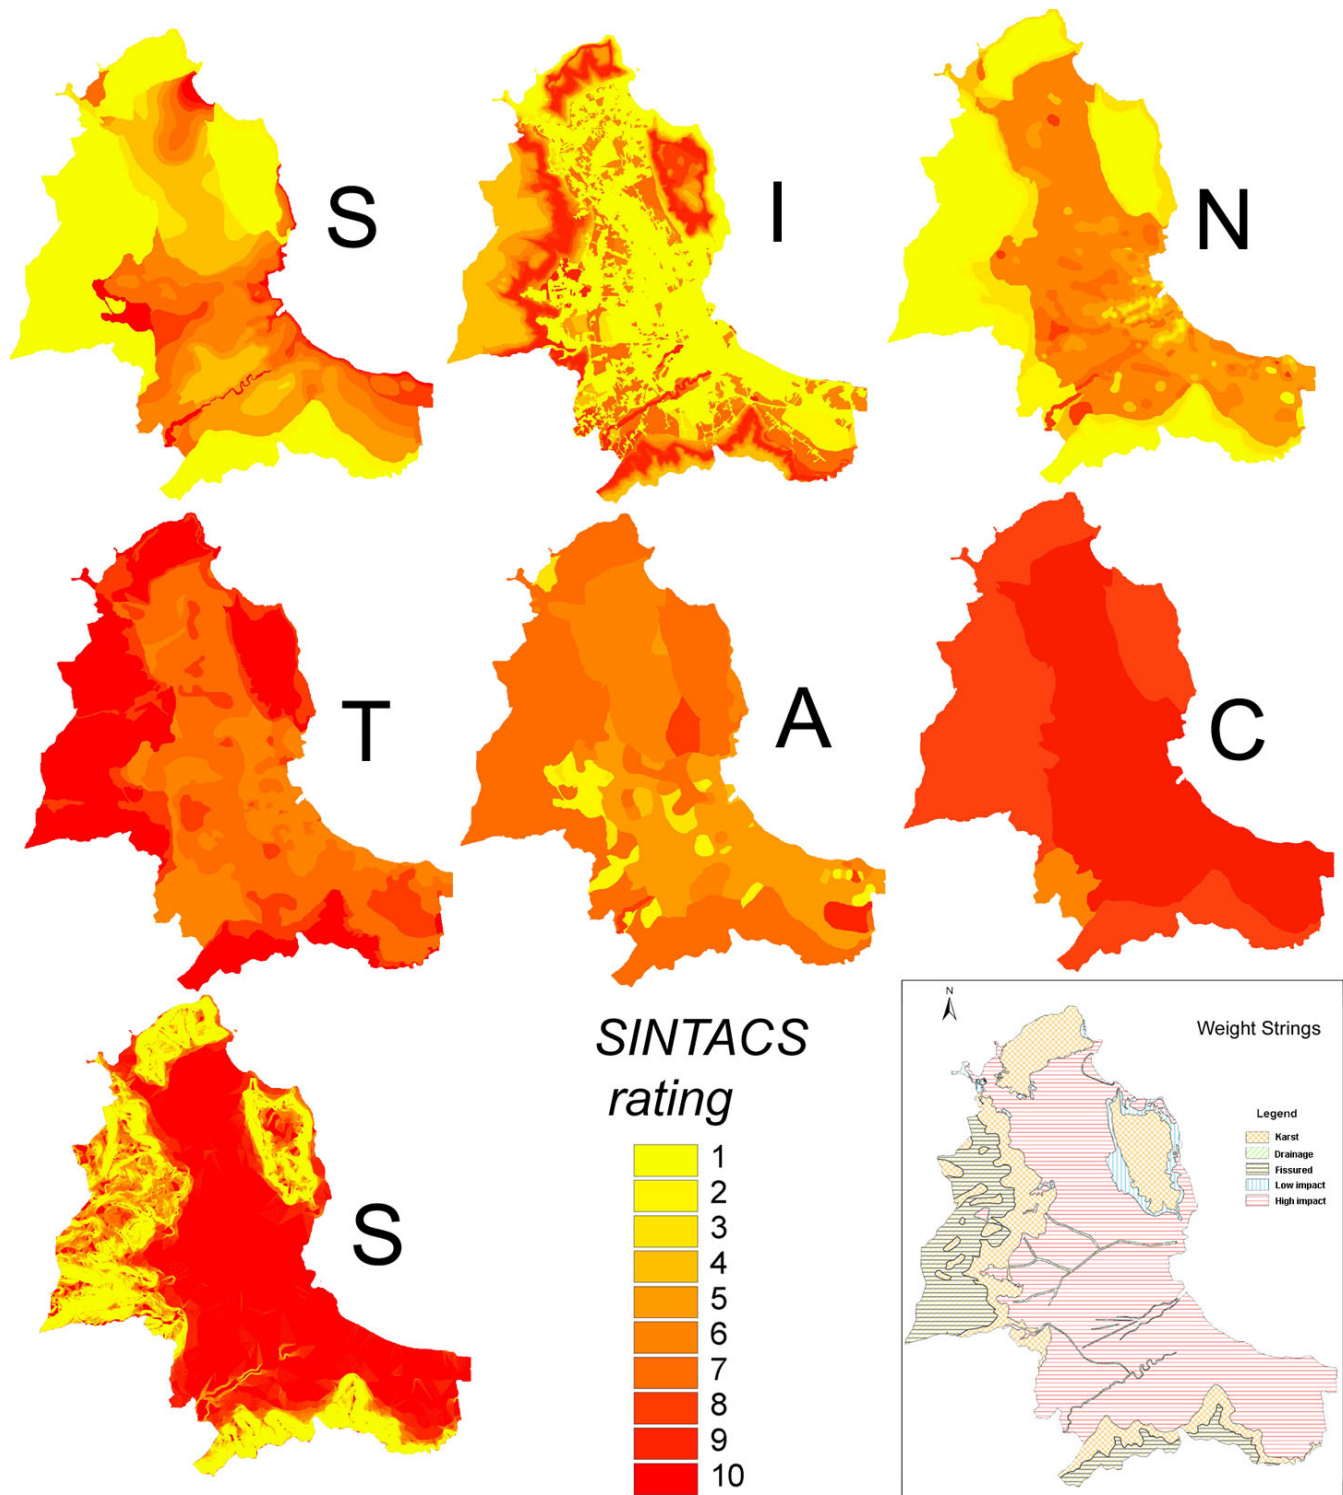 S
I
N
T
A
C
S
SINTACS
rating
1
2
3
4
5
6
7
8
9
10
N
Weight Strings
Legend
Karst
Drainage
Fissured
Low impact
High impact